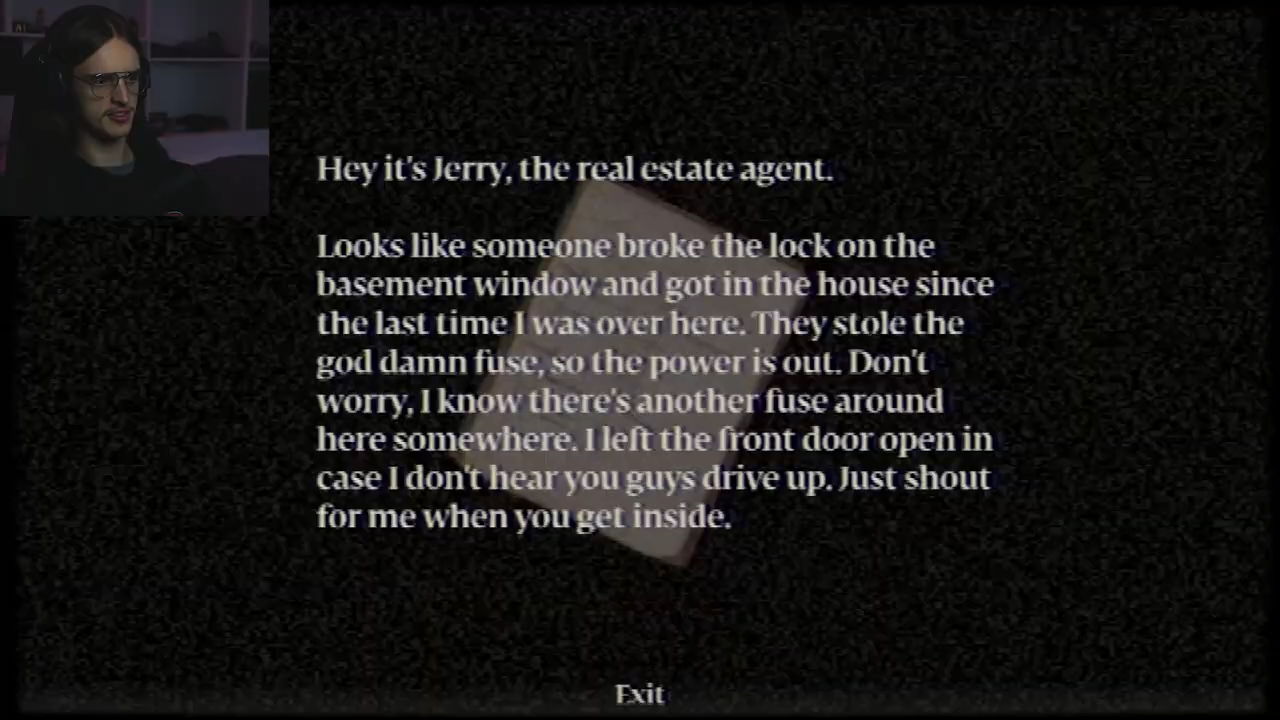 Hey it's Jerry, the real estate agent.
Looks like someone broke the lock on the
basement window and got in the house since
the last time I was over here. They stole the
god damn fuse, so the power is out. Don't
worry, I know there's another fuse around
here somewhere. I left the front door open in
case I don't hear you guys drive up. Just shout
for me when you get inside.
Exit